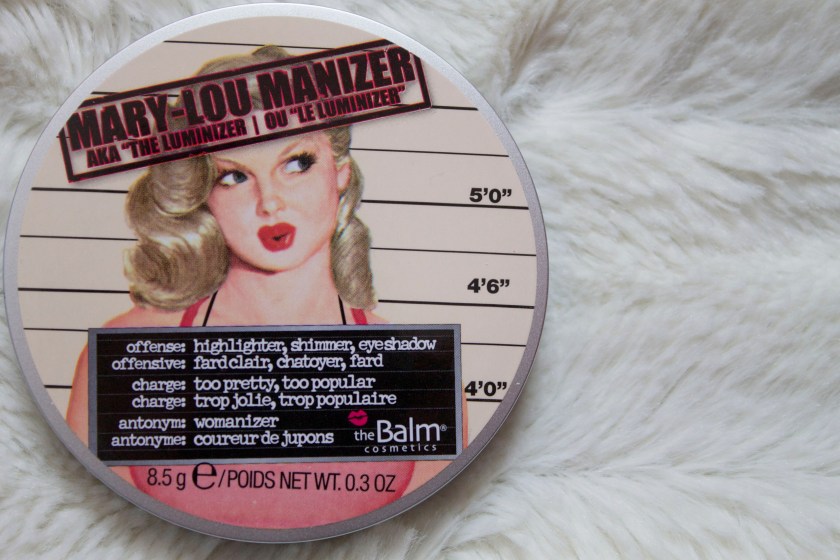 MARY-LOU MANIZER
AKA "THE LUMINIZER | OU "LE LUMINIZER"
5'0"
4'6"
4'0"
offense: highlighter, shimmer, eyeshadow
offensive: fard clair, chatoyer, fard
charge: too pretty, too popular
charge: trop jolie, trop populaire
antonym: womanizer
antonyme: coureur de jupons
theBalm®
cosmetics
8.5 g ℮/POIDS NET WT. 0.3 OZ